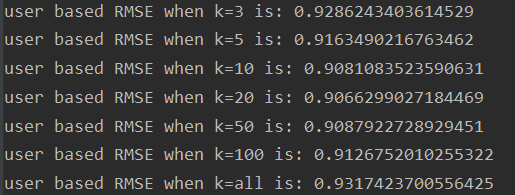 user based RMSE when k=3 is: 0.9286243403614529
user based RMSE when k=5 is: 0.9163490216763462
user based RMSE when k=10 is: 0.9081083523590631
user based RMSE when k=20 is: 0.9066299027184469
user based RMSE when k=50 is: 0.9087922728929451
user based RMSE when k=100 is: 0.9126752010255322
user based RMSE when k=all is: 0.9317423700556425